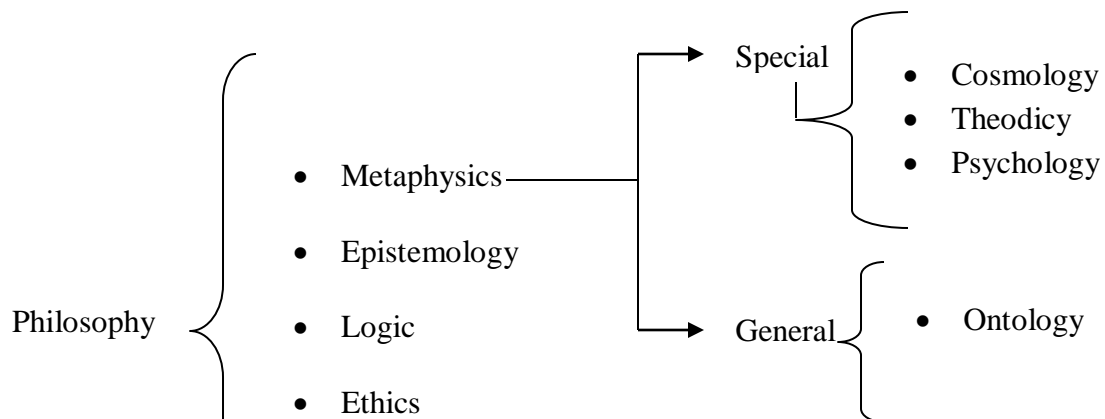 Philosophy
• Metaphysics
• Epistemology
• Logic
• Ethics
Special
• Cosmology
• Theodicy
• Psychology
General
• Ontology